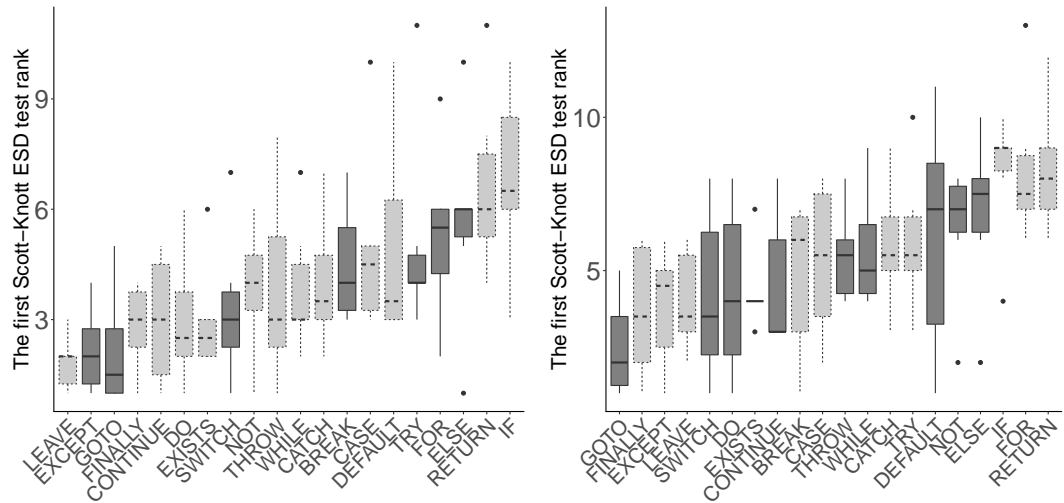 The first Scott-Knott ESD test rank
9
6
3
LEAVE
EXCEPT
GOTO
FINALLY
CONTINUE
DO
EXISTS
SWITCH
NOT
THROW
WHILE
CATCH
BREAK
CASE
DEFAULT
TRY
FOR
ELSE
RETURN
IF
The first Scott-Knott ESD test rank
10
5
GOTO
FINALLY
EXCEPT
LEAVE
SWITCH
DO
EXISTS
CONTINUE
BREAK
CASE
THROW
WHILE
CATCH
TRY
DEFAULT
NOT
ELSE
IF
FOR
RETURN